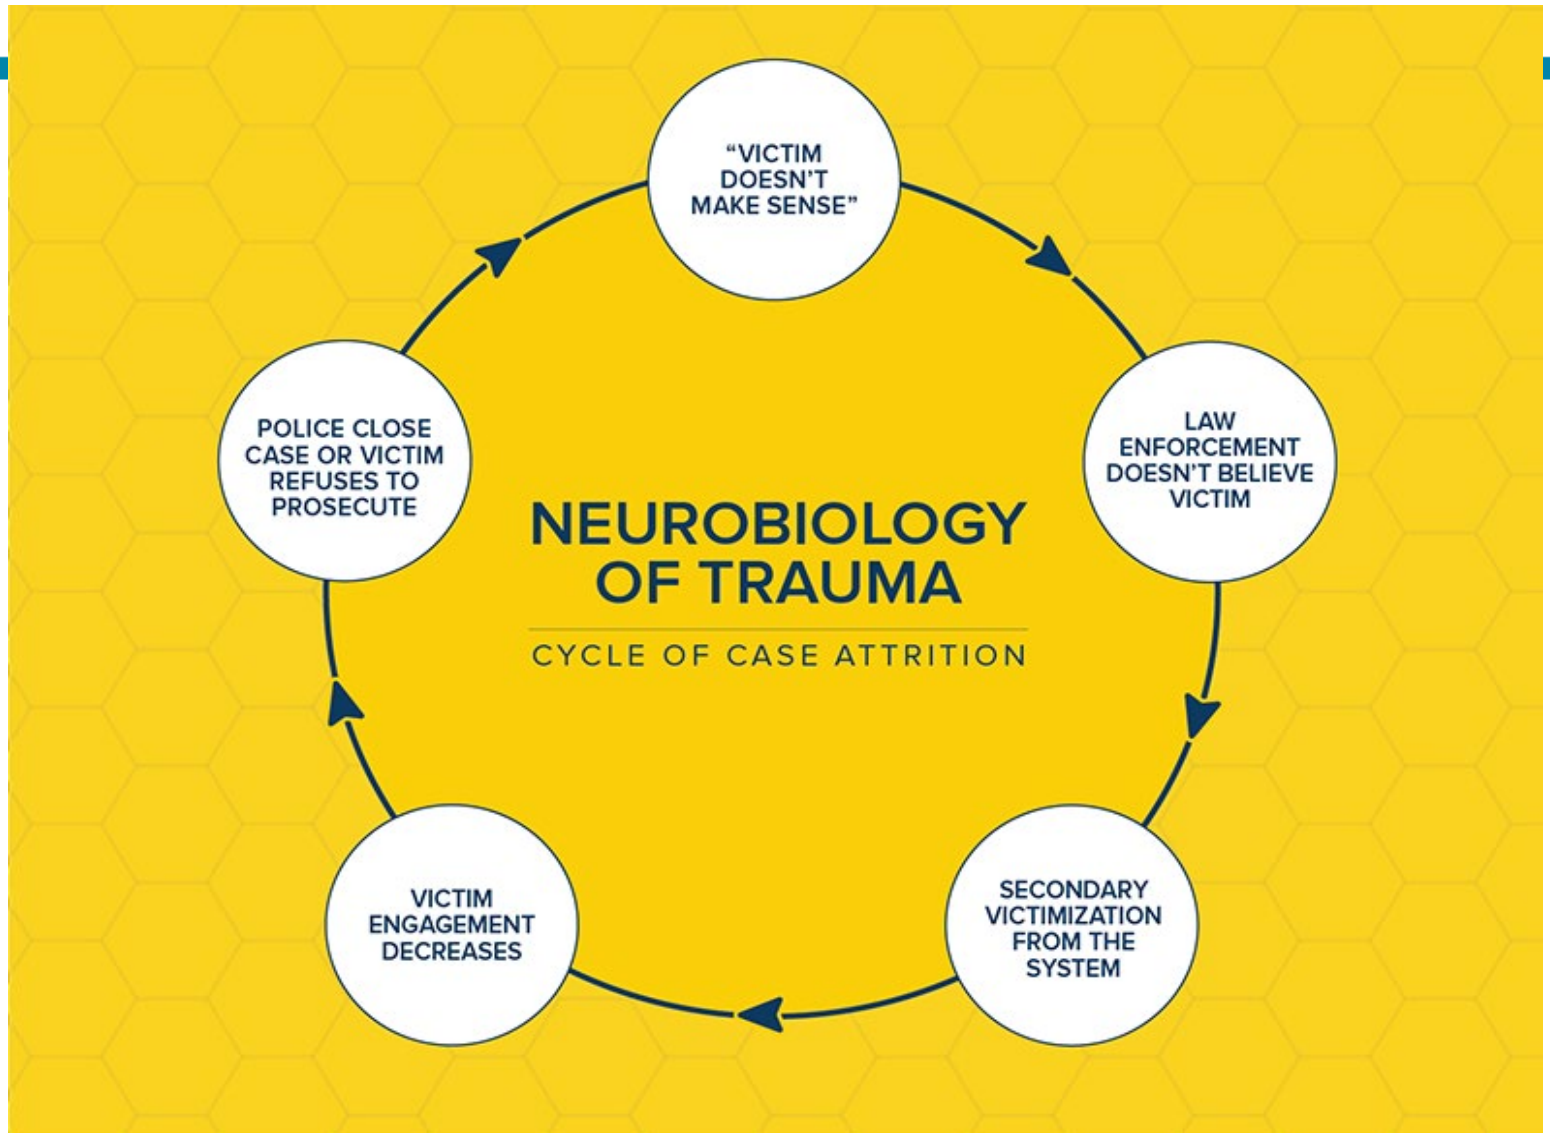 “VICTIM
DOESN’T
MAKE SENSE”
LAW
ENFORCEMENT
DOESN’T BELIEVE
VICTIM
SECONDARY
VICTIMIZATION
FROM THE
SYSTEM
VICTIM
ENGAGEMENT
DECREASES
POLICE CLOSE
CASE OR VICTIM
REFUSES TO
PROSECUTE
NEUROBIOLOGY
OF TRAUMA
CYCLE OF CASE ATTRITION